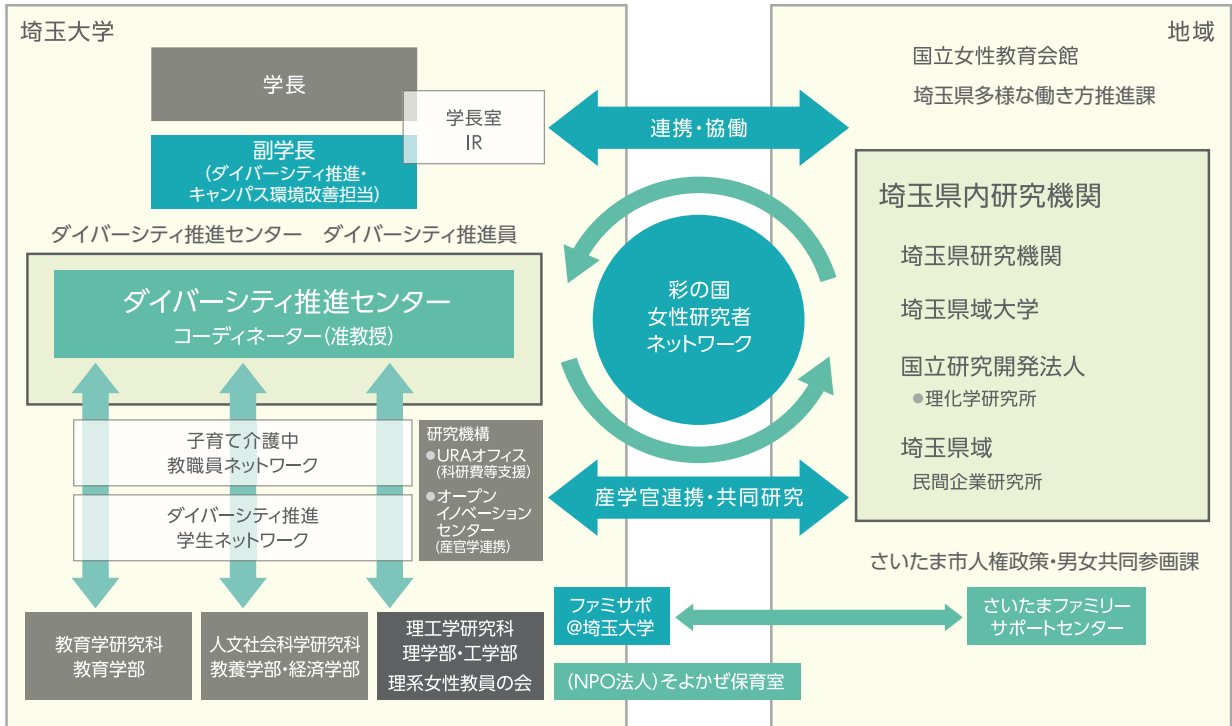 埼玉大学
学長
学長室
IR
副学長
(ダイバーシティ推進・
キャンパス環境改善担当)
ダイバーシティ推進センター　ダイバーシティ推進員
ダイバーシティ推進センター
コーディネーター(准教授)
子育て介護中
教職員ネットワーク
ダイバーシティ推進
学生ネットワーク
研究機構
●URAオフィス
(科研費等支援)
●オープン
イノベーション
センター
(産官学連携)
教育学研究科
教育学部
人文社会科学研究科
教養学部・経済学部
理工学研究科
理学部・工学部
理系女性教員の会
連携・協働
彩の国
女性研究者
ネットワーク
産学官連携・共同研究
ファミサポ
@埼玉大学
(NPO法人)そよかぜ保育室
地域
国立女性教育会館
埼玉県多様な働き方推進課
埼玉県内研究機関
埼玉県研究機関
埼玉県域大学
国立研究開発法人
●理化学研究所
埼玉県域
民間企業研究所
さいたま市人権政策・男女共同参画課
さいたまファミリー
サポートセンター